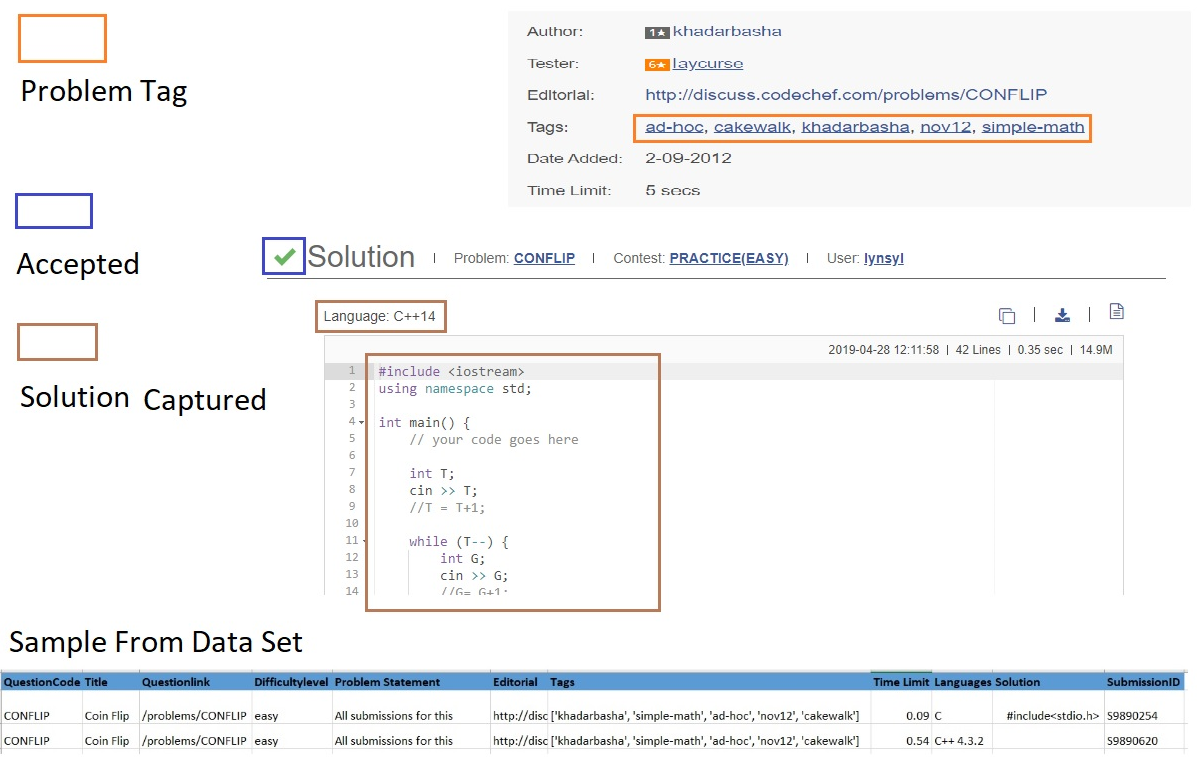 Problem Tag
Author: 1★ khadarbasha
Tester: 6★ laycurse
Editorial: http://discuss.codechef.com/problems/CONFLIP
Tags: ad-hoc, cakewalk, khadarbasha, nov12, simple-math
Date Added: 2-09-2012
Time Limit: 5 secs
Accepted
Solution | Problem: CONFLIP | Contest: PRACTICE(EASY) | User: lynsyl
Solution Captured
Language: C++14
2019-04-28 12:11:58 | 42 Lines | 0.35 sec | 14.9M
1 #include <iostream>
2 using namespace std;
3
4 int main() {
5 // your code goes here
6
7 int T;
8 cin >> T;
9 //T = T+1;
10
11 while (T--) {
12 int G;
13 cin >> G;
14 //G= G+1;
Sample From Data Set
QuestionCode Title Questionlink Difficultylevel Problem Statement Editorial Tags Time Limit Languages Solution SubmissionID
CONFLIP Coin Flip /problems/CONFLIP easy All submissions for this http://disc ['khadarbasha', 'simple-math', 'ad-hoc', 'nov12', 'cakewalk'] 0.09 C #include<stdio.h> S9890254
CONFLIP Coin Flip /problems/CONFLIP easy All submissions for this http://disc ['khadarbasha', 'simple-math', 'ad-hoc', 'nov12', 'cakewalk'] 0.54 C++ 4.3.2 S9890620